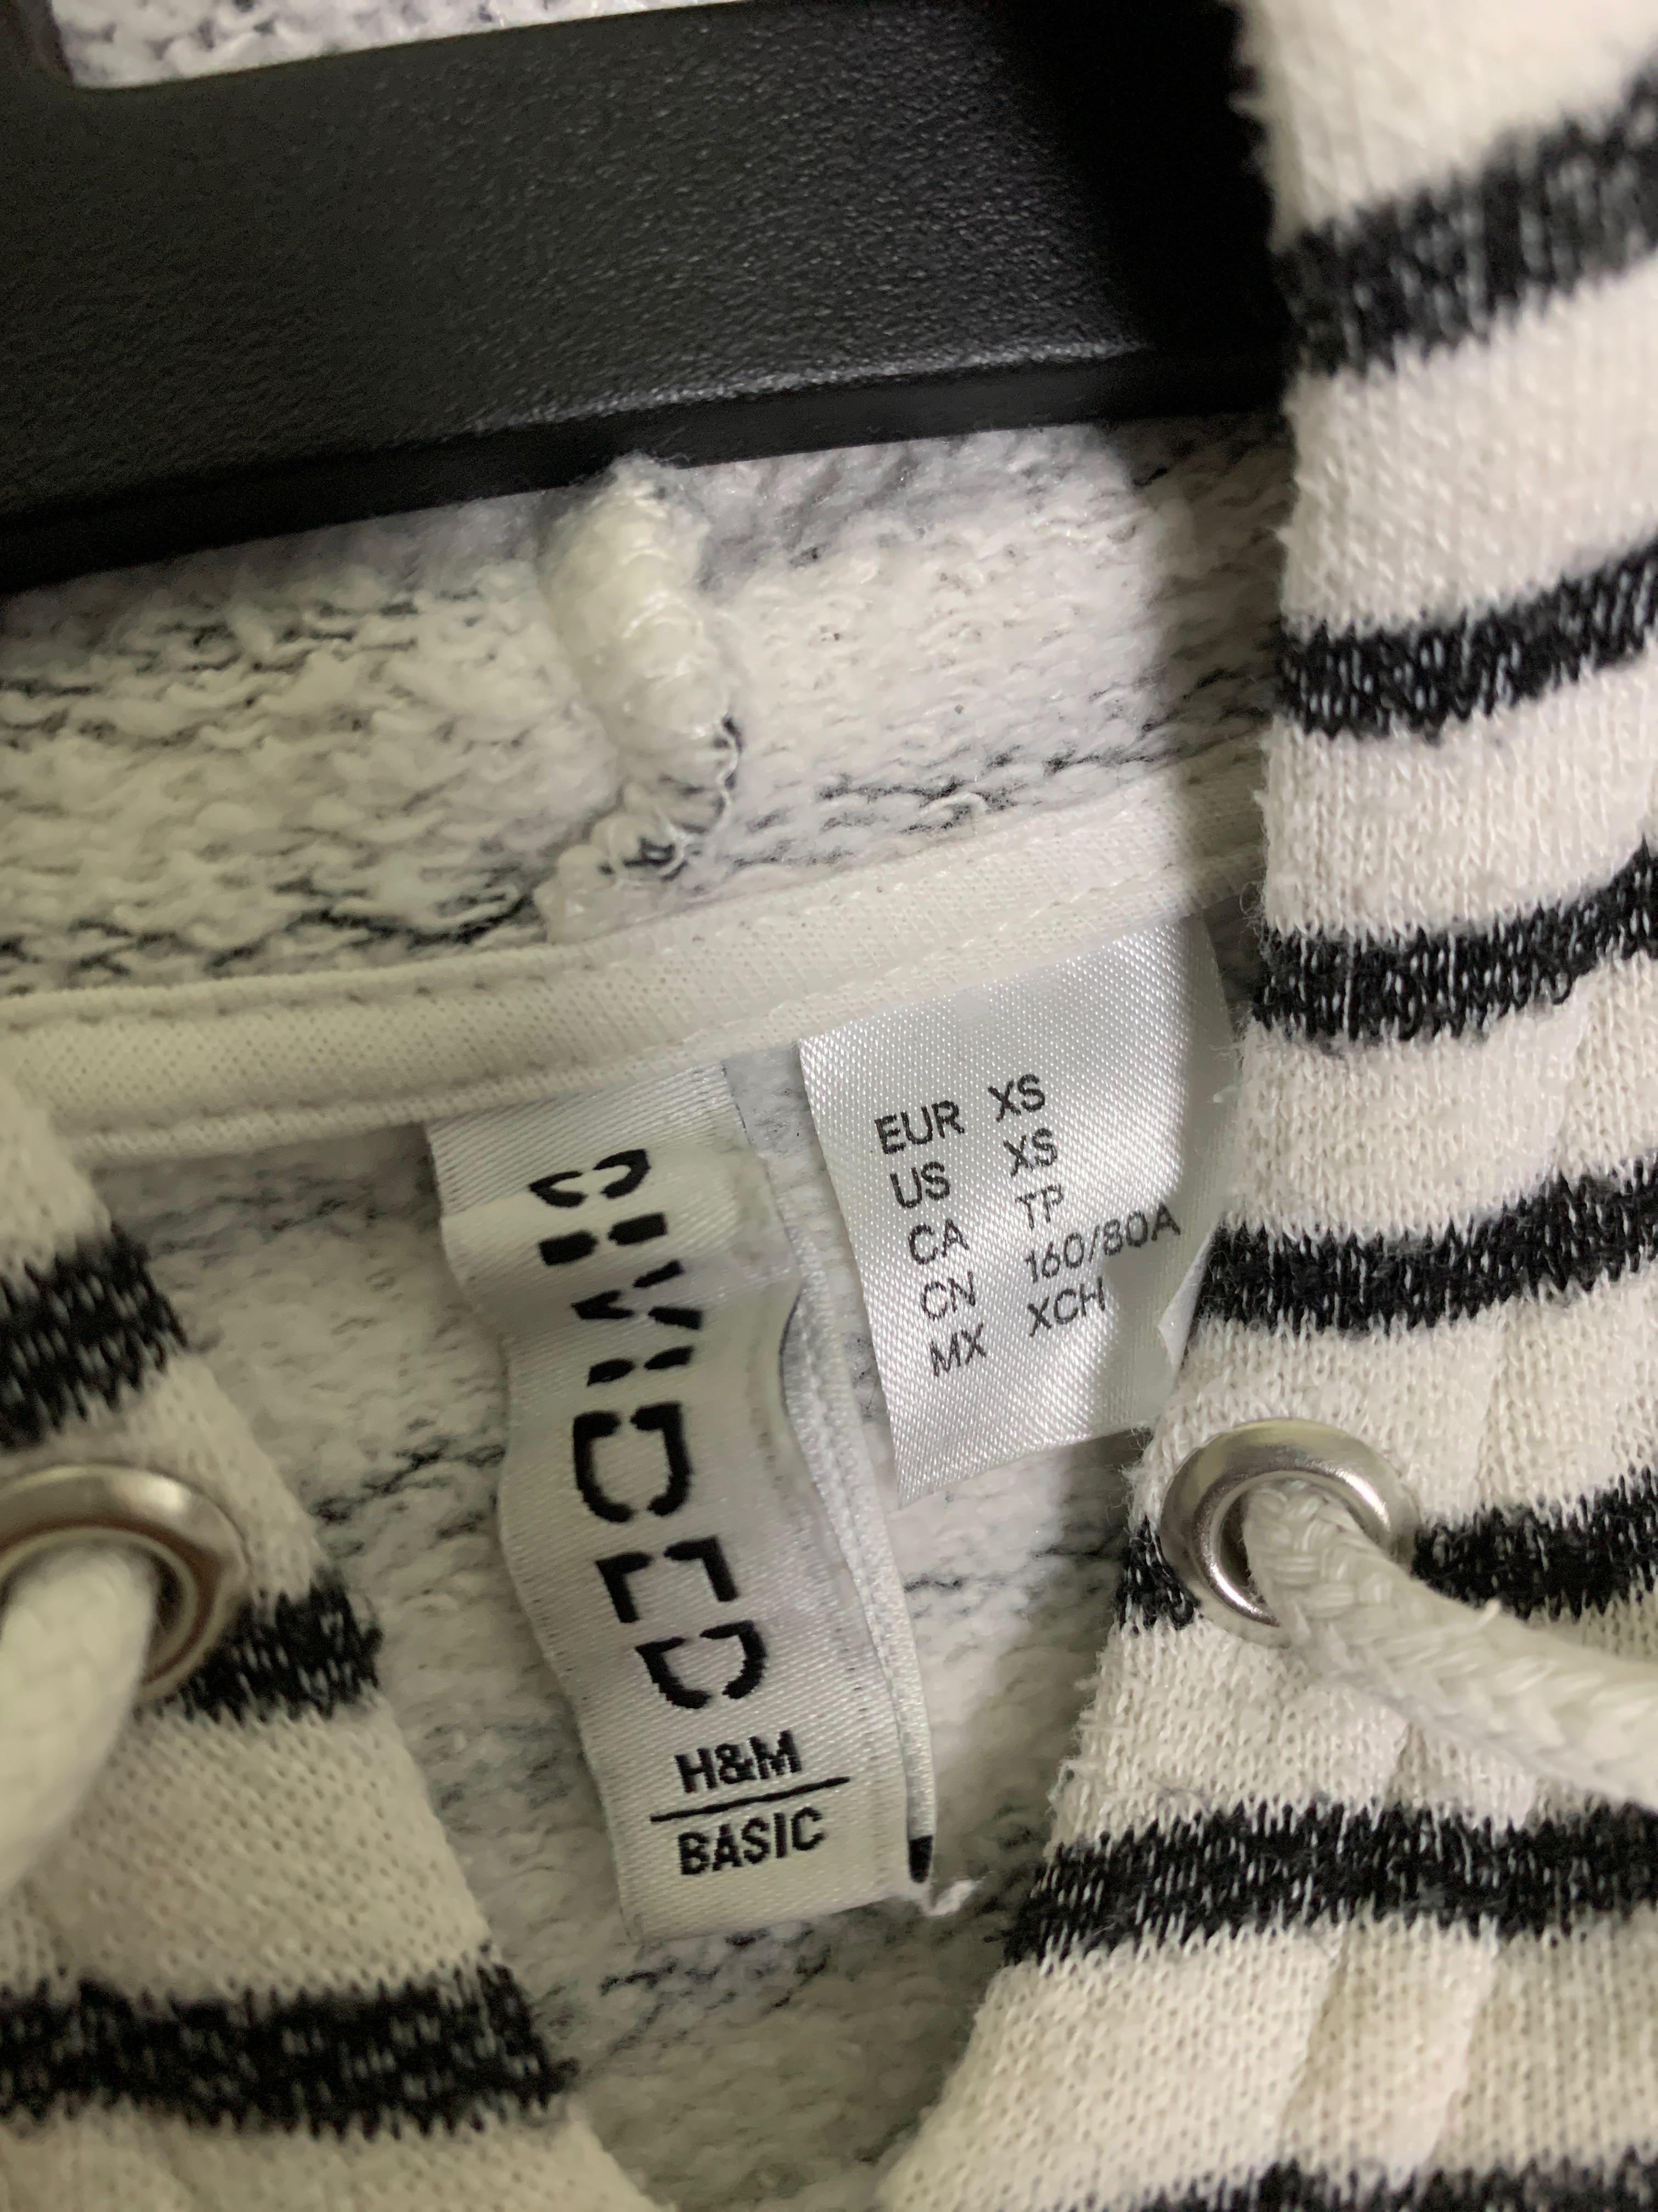 DIVIDED
H&M
BASIC
EUR XS
US XS
CA TP
CN 160/80A
MX XCH